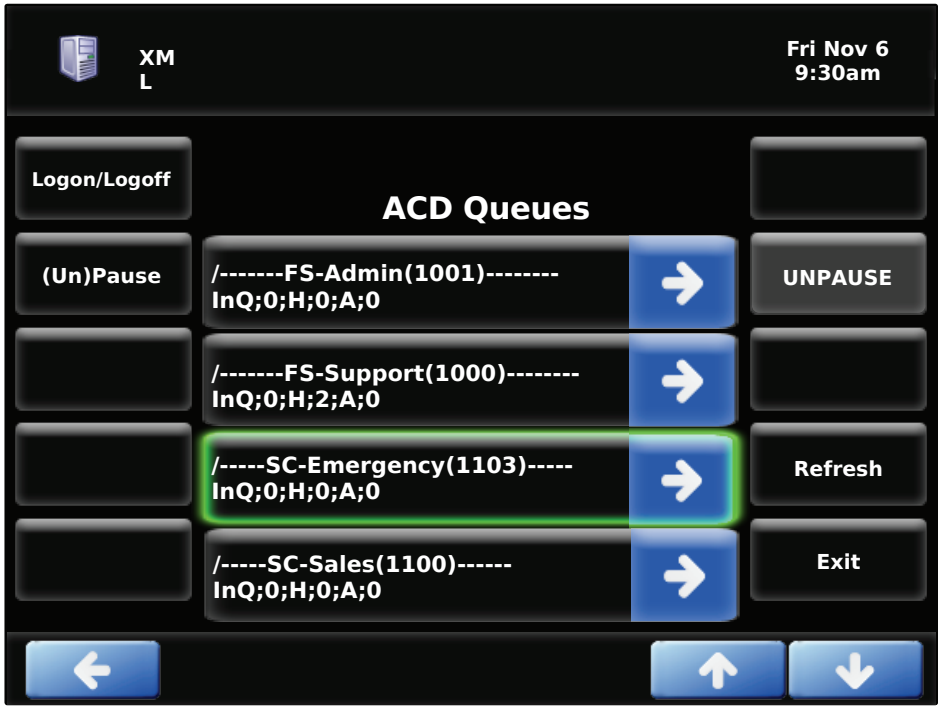 XM
L
Fri Nov 6
9:30am
Logon/Logoff
ACD Queues
(Un)Pause
/-------FS-Admin(1001)--------
InQ;0;H;0;A;0
UNPAUSE
/-------FS-Support(1000)--------
InQ;0;H;2;A;0
/-----SC-Emergency(1103)-----
InQ;0;H;0;A;0
Refresh
/-----SC-Sales(1100)------
InQ;0;H;0;A;0
Exit